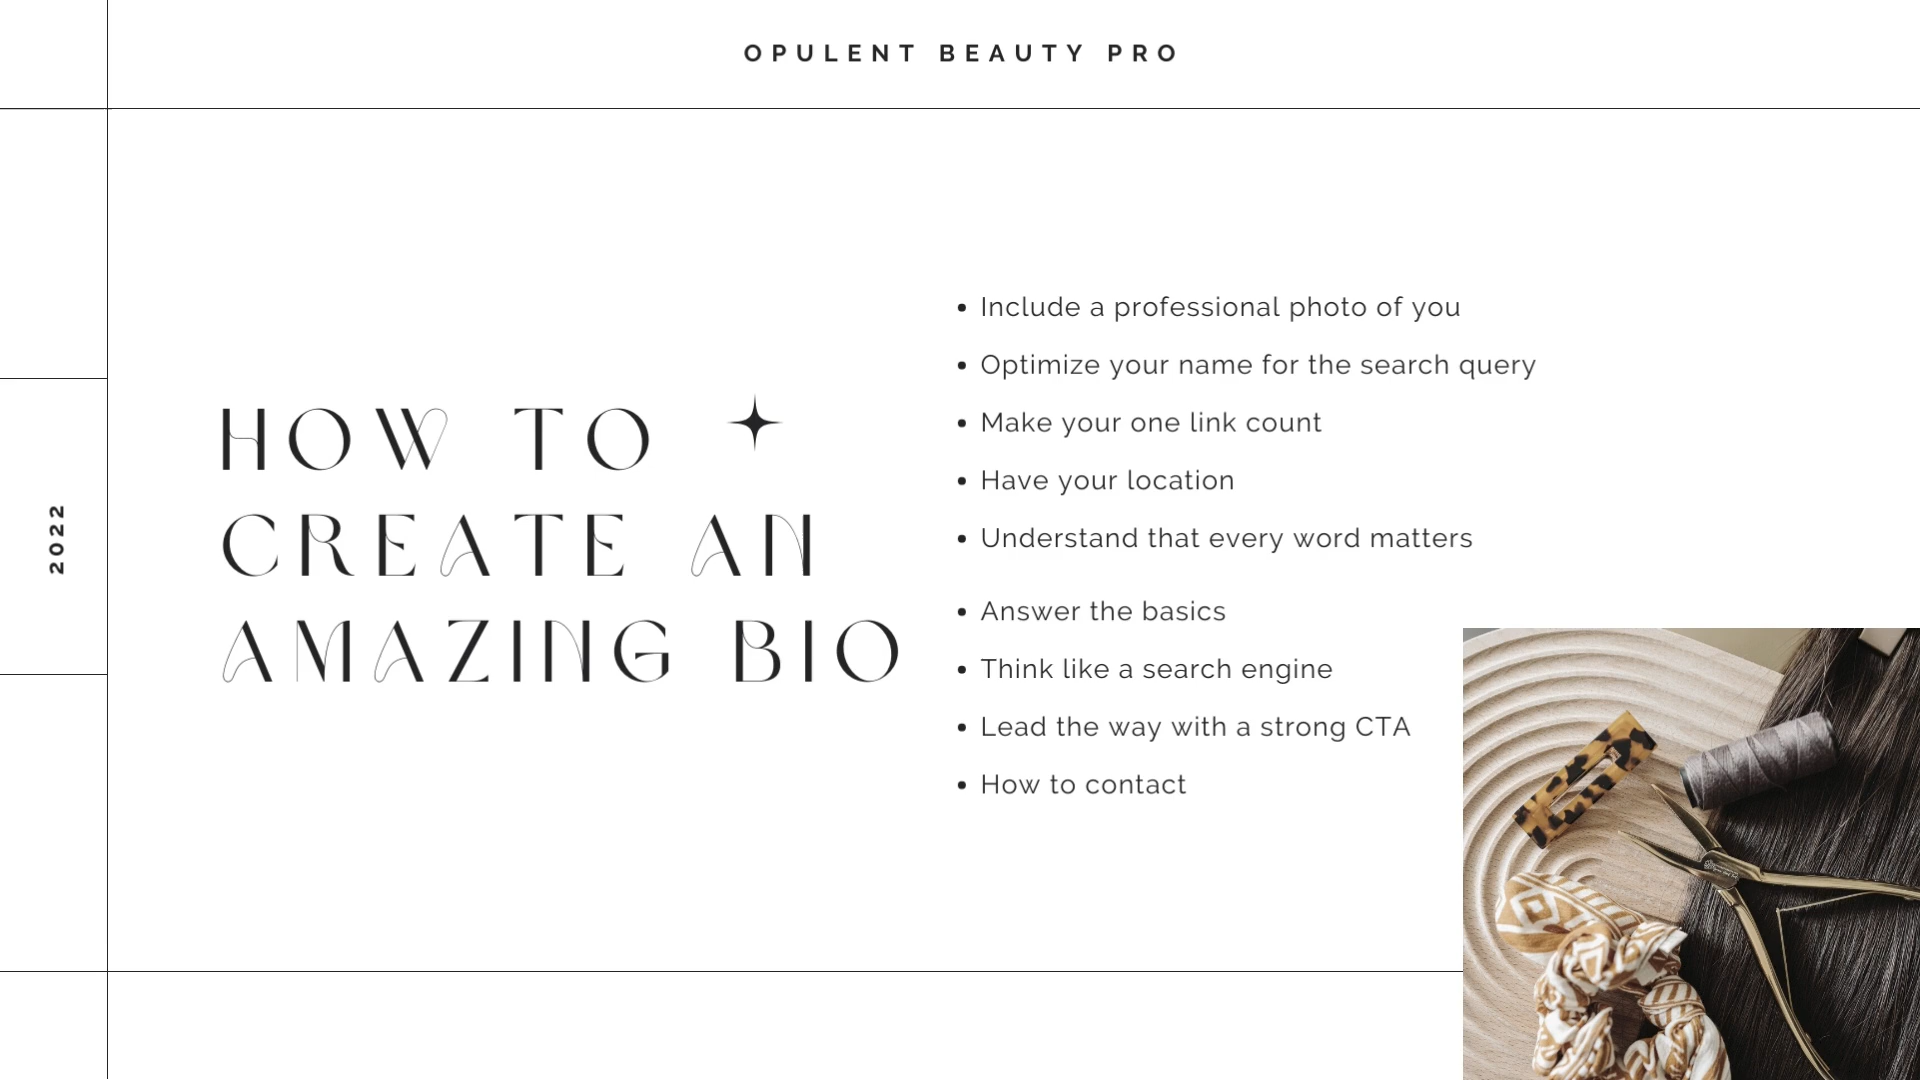 OPULENT BEAUTY PRO
2022
HOW TO
CREATE AN
AMAZING BIO
• Include a professional photo of you
• Optimize your name for the search query
• Make your one link count
• Have your location
• Understand that every word matters
• Answer the basics
• Think like a search engine
• Lead the way with a strong CTA
• How to contact